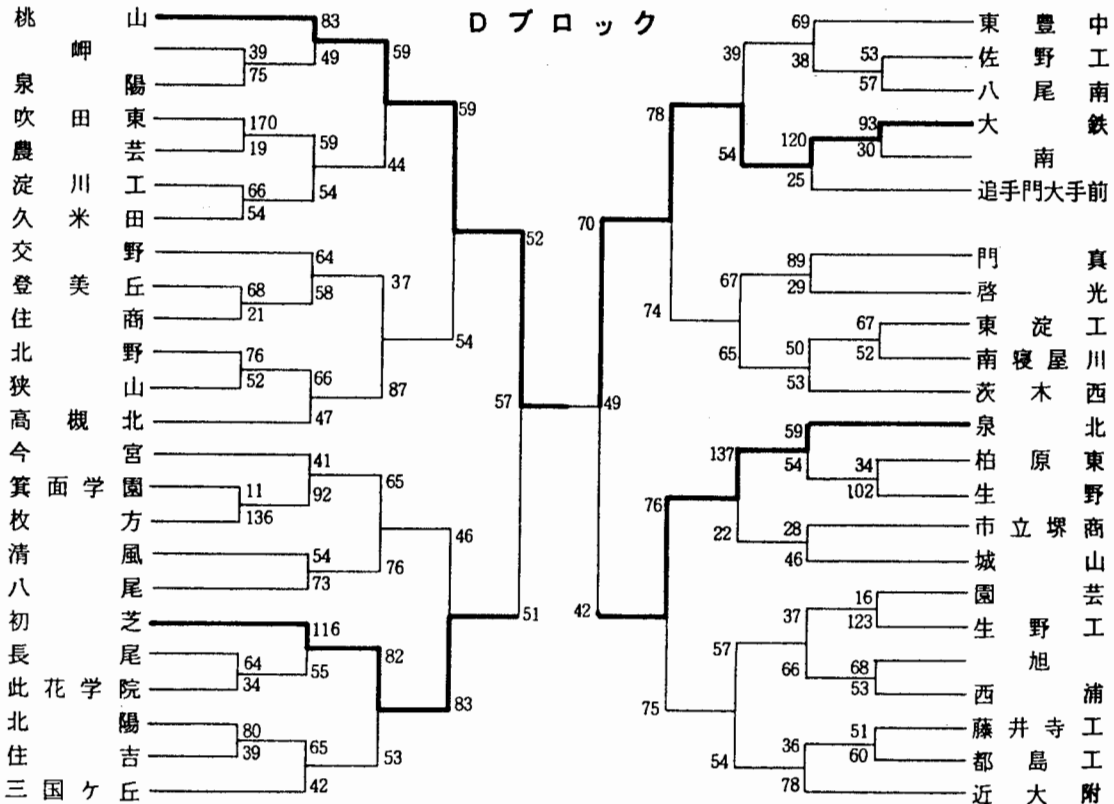 Dブロック
桃山
岬
泉陽
吹田東
農芸
淀川工
久米田
交野
登美丘
住商
北野
狭山
高槻北
今宮
箕面学園
枚方
清風
八尾
初芝
長尾
此花学院
北陽
住吉
三国ケ丘
83
39
49
75
59
170
19
59
44
66
54
54
59
64
68
58
21
37
76
52
66
87
47
54
52
41
11
92
136
65
54
73
76
46
116
64
55
34
82
80
39
65
42
53
83
51
57
49
70
42
78
74
39
54
69
38
53
57
120
93
30
25
67
89
29
65
50
67
52
53
76
75
137
22
59
54
34
102
28
46
57
54
37
66
16
123
68
53
36
78
51
60
東豊中
佐野工
八尾南
大鉄
南
追手門大手前
門真
啓光
東淀工
南寝屋川
茨木西
泉北
柏原東
生野
市立堺商
城山
園芸
生野工
旭
西浦
藤井寺工
都島工
近大附